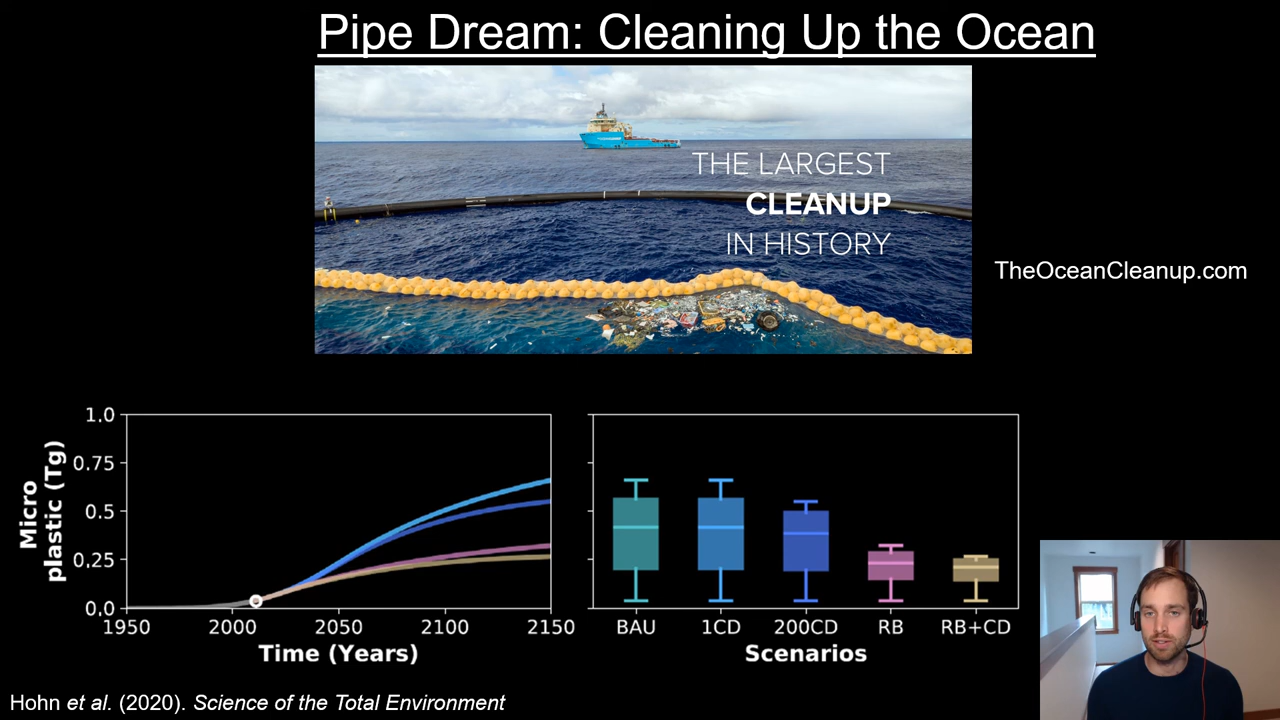 Pipe Dream: Cleaning Up the Ocean
THE LARGEST
CLEANUP
IN HISTORY
TheOceanCleanup.com
Micro
plastic (Tg)
1.0
0.75
0.5
0.25
0.0
1950
2000
2050
2100
2150
Time (Years)
BAU
1CD
200CD
RB
RB+CD
Scenarios
Hohn et al. (2020). Science of the Total Environment